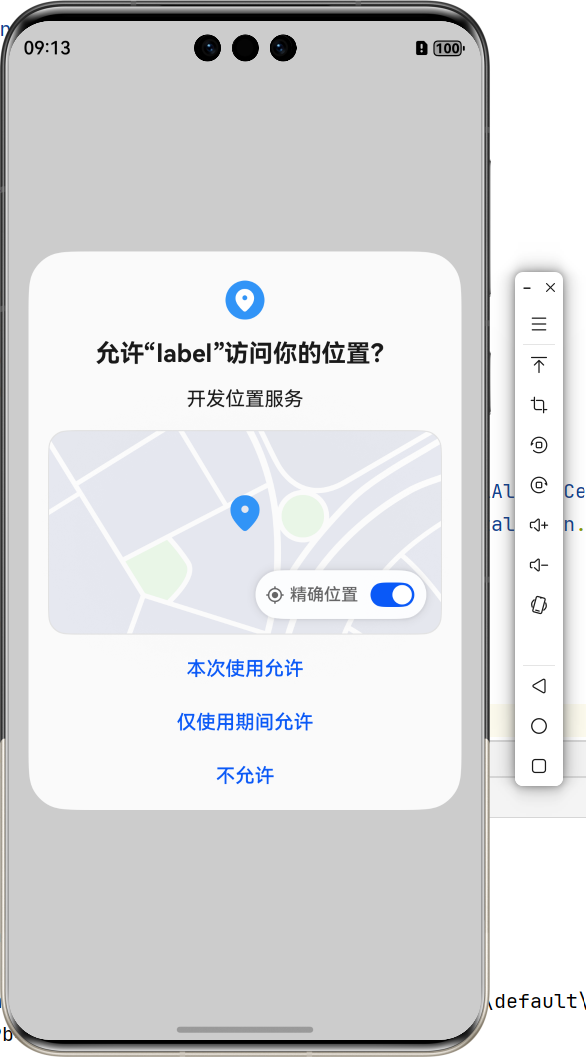 09:13
100
允许“label”访问你的位置？
开发位置服务
精确位置
本次使用允许
仅使用期间允许
不允许
Al
Ce
al
n.
\default\